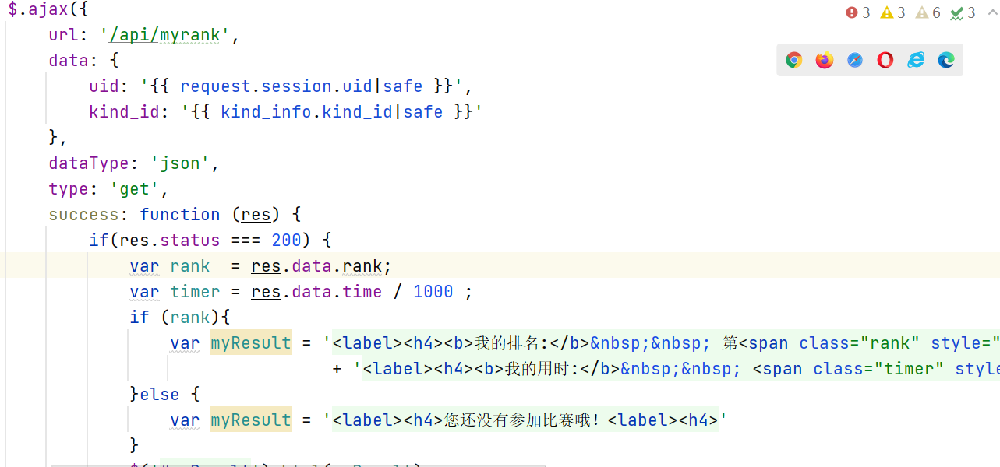 $.ajax({
3 3 6 3
url: '/api/myrank',
data: {
uid: '{{ request.session.uid|safe }}',
kind_id: '{{ kind_info.kind_id|safe }}'
},
dataType: 'json',
type: 'get',
success: function (res) {
if(res.status === 200) {
var rank  = res.data.rank;
var timer = res.data.time / 1000 ;
if (rank){
var myResult = '<label><h4><b>我的排名:</b>&nbsp;&nbsp; 第<span class="rank" style="
+ '<label><h4><b>我的用时:</b>&nbsp;&nbsp; <span class="timer" style
}else {
var myResult = '<label><h4>您还没有参加比赛哦！<label><h4>'
}